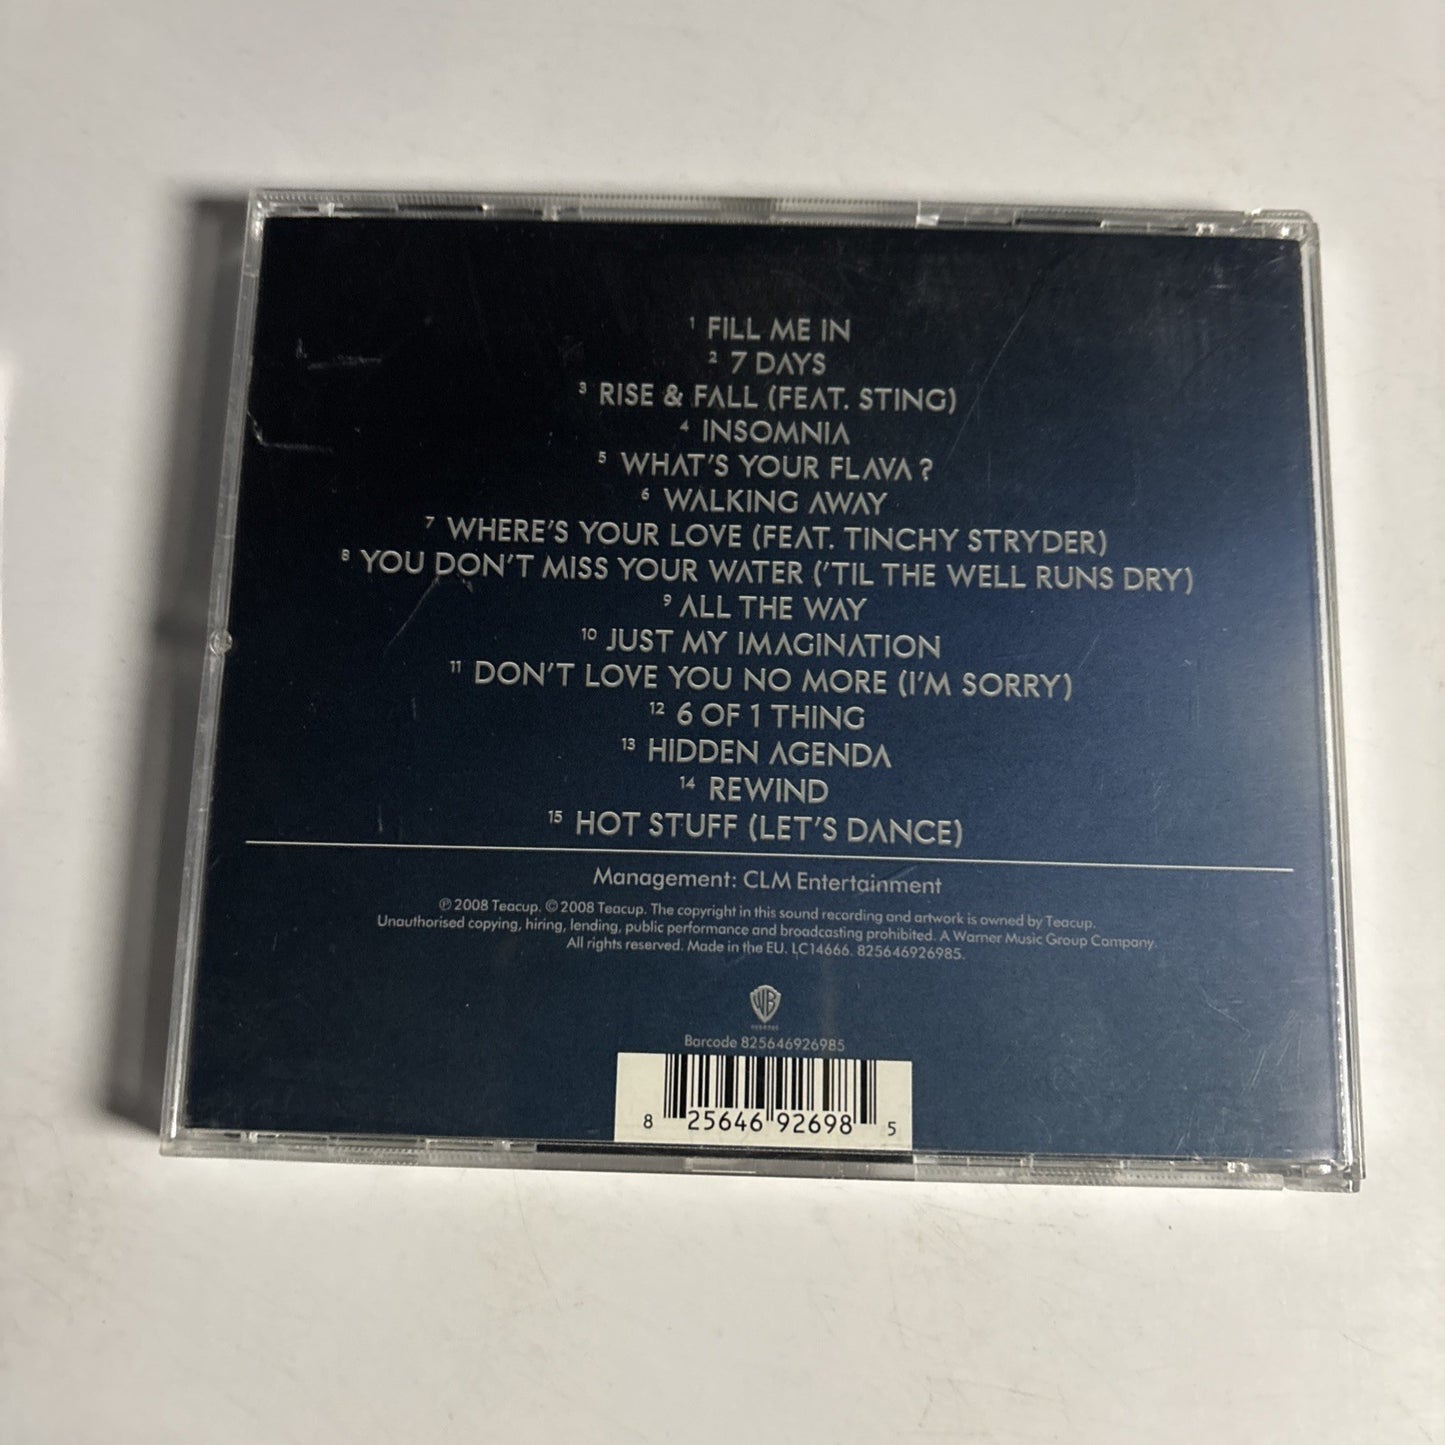 1 FILL ME IN
2 7 DAYS
3 RISE & FALL (FEAT. STING)
4 INSOMNIA
5 WHAT'S YOUR FLAVA ?
6 WALKING AWAY
7 WHERE'S YOUR LOVE (FEAT. TINCHY STRYDER)
8 YOU DON'T MISS YOUR WATER ('TIL THE WELL RUNS DRY)
9 ALL THE WAY
10 JUST MY IMAGINATION
11 DON'T LOVE YOU NO MORE (I'M SORRY)
12 6 OF 1 THING
13 HIDDEN AGENDA
14 REWIND
15 HOT STUFF (LET'S DANCE)
Management: CLM Entertainment
℗ 2008 Teacup. © 2008 Teacup. The copyright in this sound recording and artwork is owned by Teacup.
Unauthorised copying, hiring, lending, public performance and broadcasting prohibited. A Warner Music Group Company.
All rights reserved. Made in the EU. LC14666. 825646926985.
WB
Barcode 825646926985
8 25646 92698 5